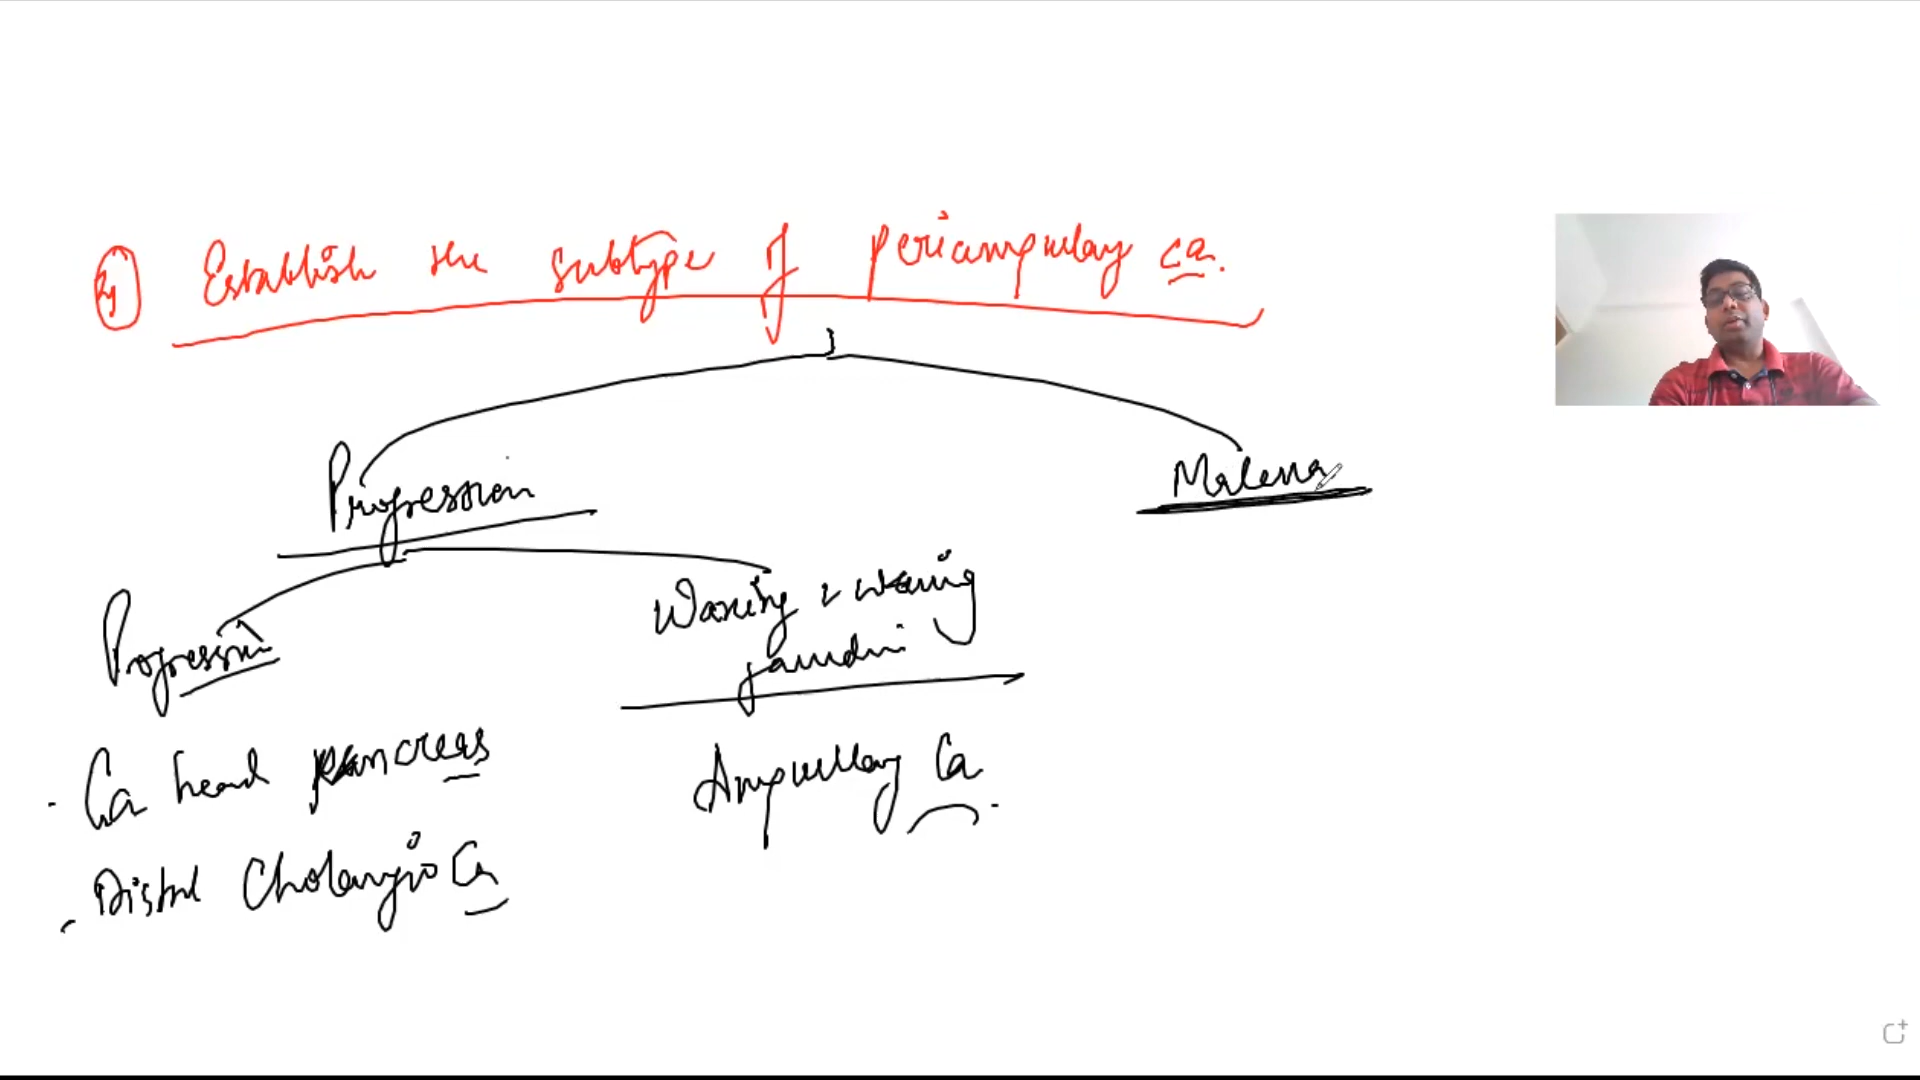 Establish the subtype of periampullary ca.
Progression
Malena
Progressive
Waxing & waning
jaundice
Ca head pancreas
Ampullary Ca
Distal Cholangio Ca